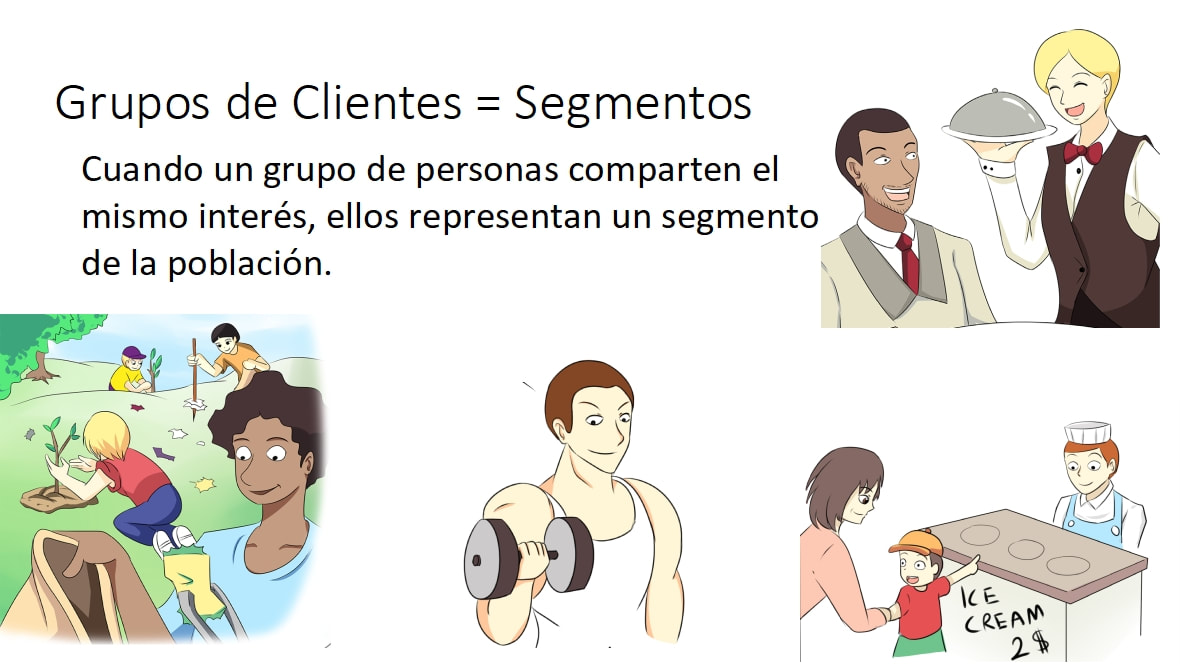 Grupos de Clientes = Segmentos
Cuando un grupo de personas comparten el
mismo interés, ellos representan un segmento
de la población.
ICE
CREAM
2$